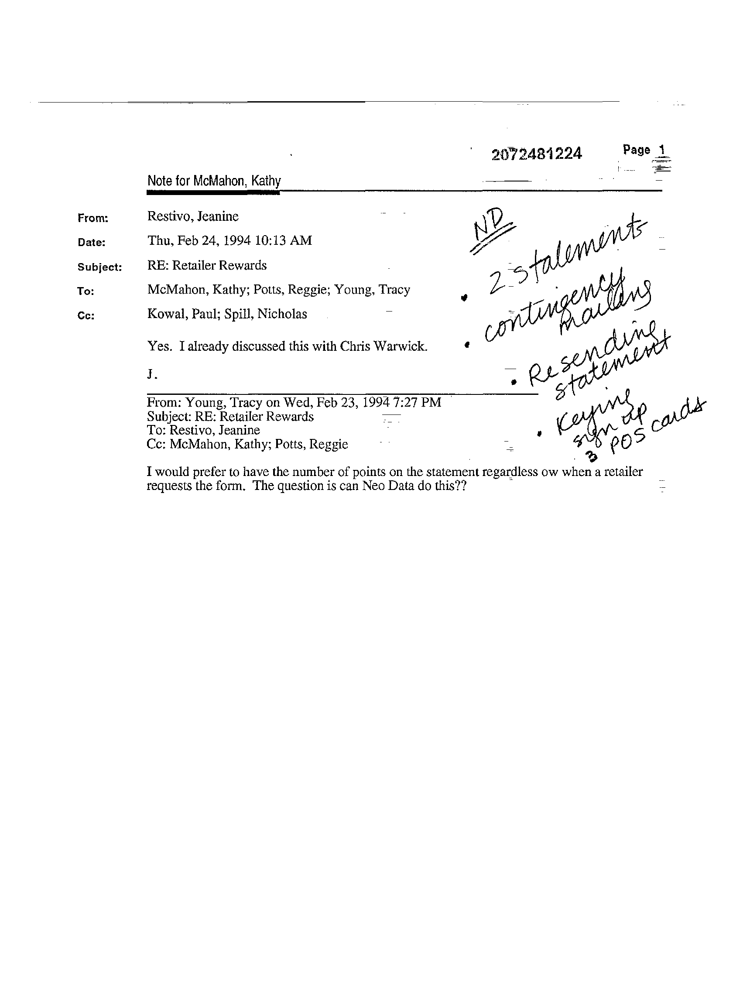 2072481224 Page 1
Note for McMahon, Kathy
From: Restivo, Jeanine
Date: Thu, Feb 24, 1994 10:13 AM
Subject: RE: Retailer Rewards
To: McMahon, Kathy; Potts, Reggie; Young, Tracy
Cc: Kowal, Paul; Spill, Nicholas
Yes. I already discussed this with Chris Warwick.
J.
ND
• 2 statements
• contingency
mailing
• Resending
statement
• Keying
sign up
3 POS cards
From: Young, Tracy on Wed, Feb 23, 1994 7:27 PM
Subject: RE: Retailer Rewards
To: Restivo, Jeanine
Cc: McMahon, Kathy; Potts, Reggie
I would prefer to have the number of points on the statement regardless ow when a retailer
requests the form. The question is can Neo Data do this??